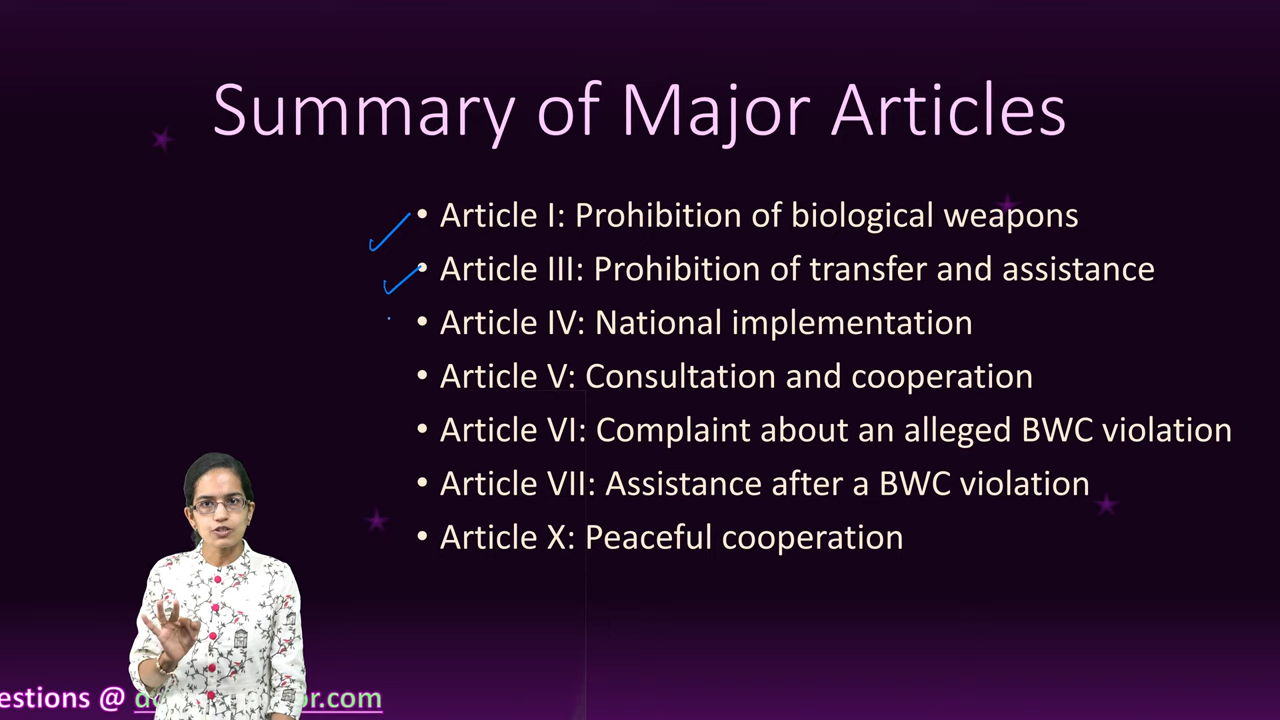 Summary of Major Articles
• Article I: Prohibition of biological weapons
• Article III: Prohibition of transfer and assistance
• Article IV: National implementation
• Article V: Consultation and cooperation
• Article VI: Complaint about an alleged BWC violation
• Article VII: Assistance after a BWC violation
• Article X: Peaceful cooperation
@